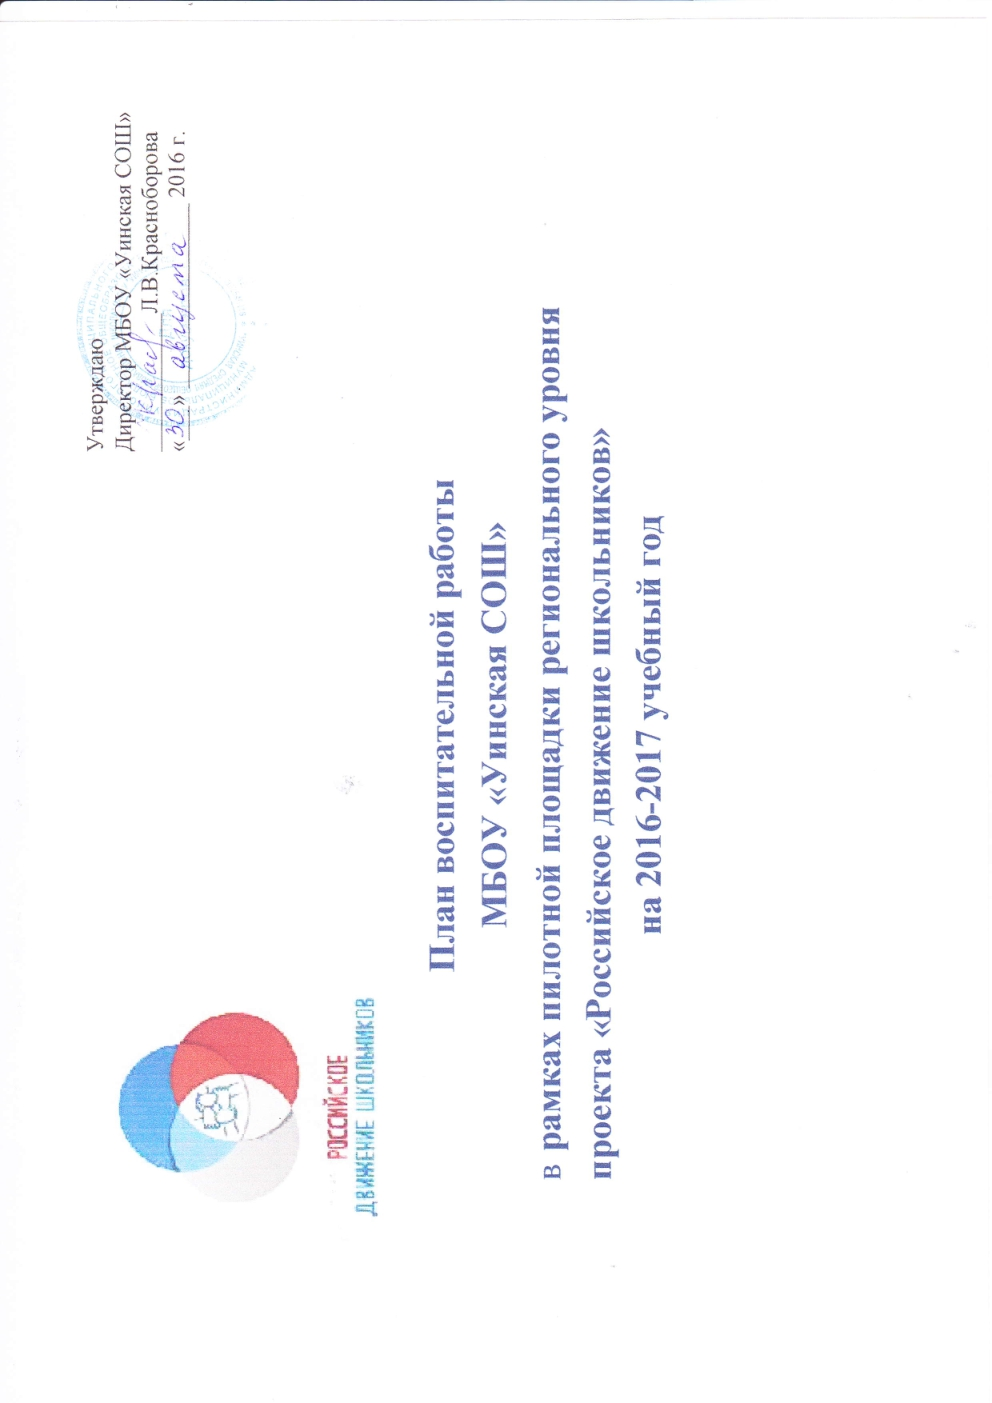 Утверждаю
Директор МБОУ «Уинская СОШ»
Л.В.Красноборова
«30» августа 2016 г.
РОССИЙСКОЕ
ДВИЖЕНИЕ ШКОЛЬНИКОВ
План воспитательной работы
МБОУ «Уинская СОШ»
в рамках пилотной площадки регионального уровня
проекта «Российское движение школьников»
на 2016-2017 учебный год